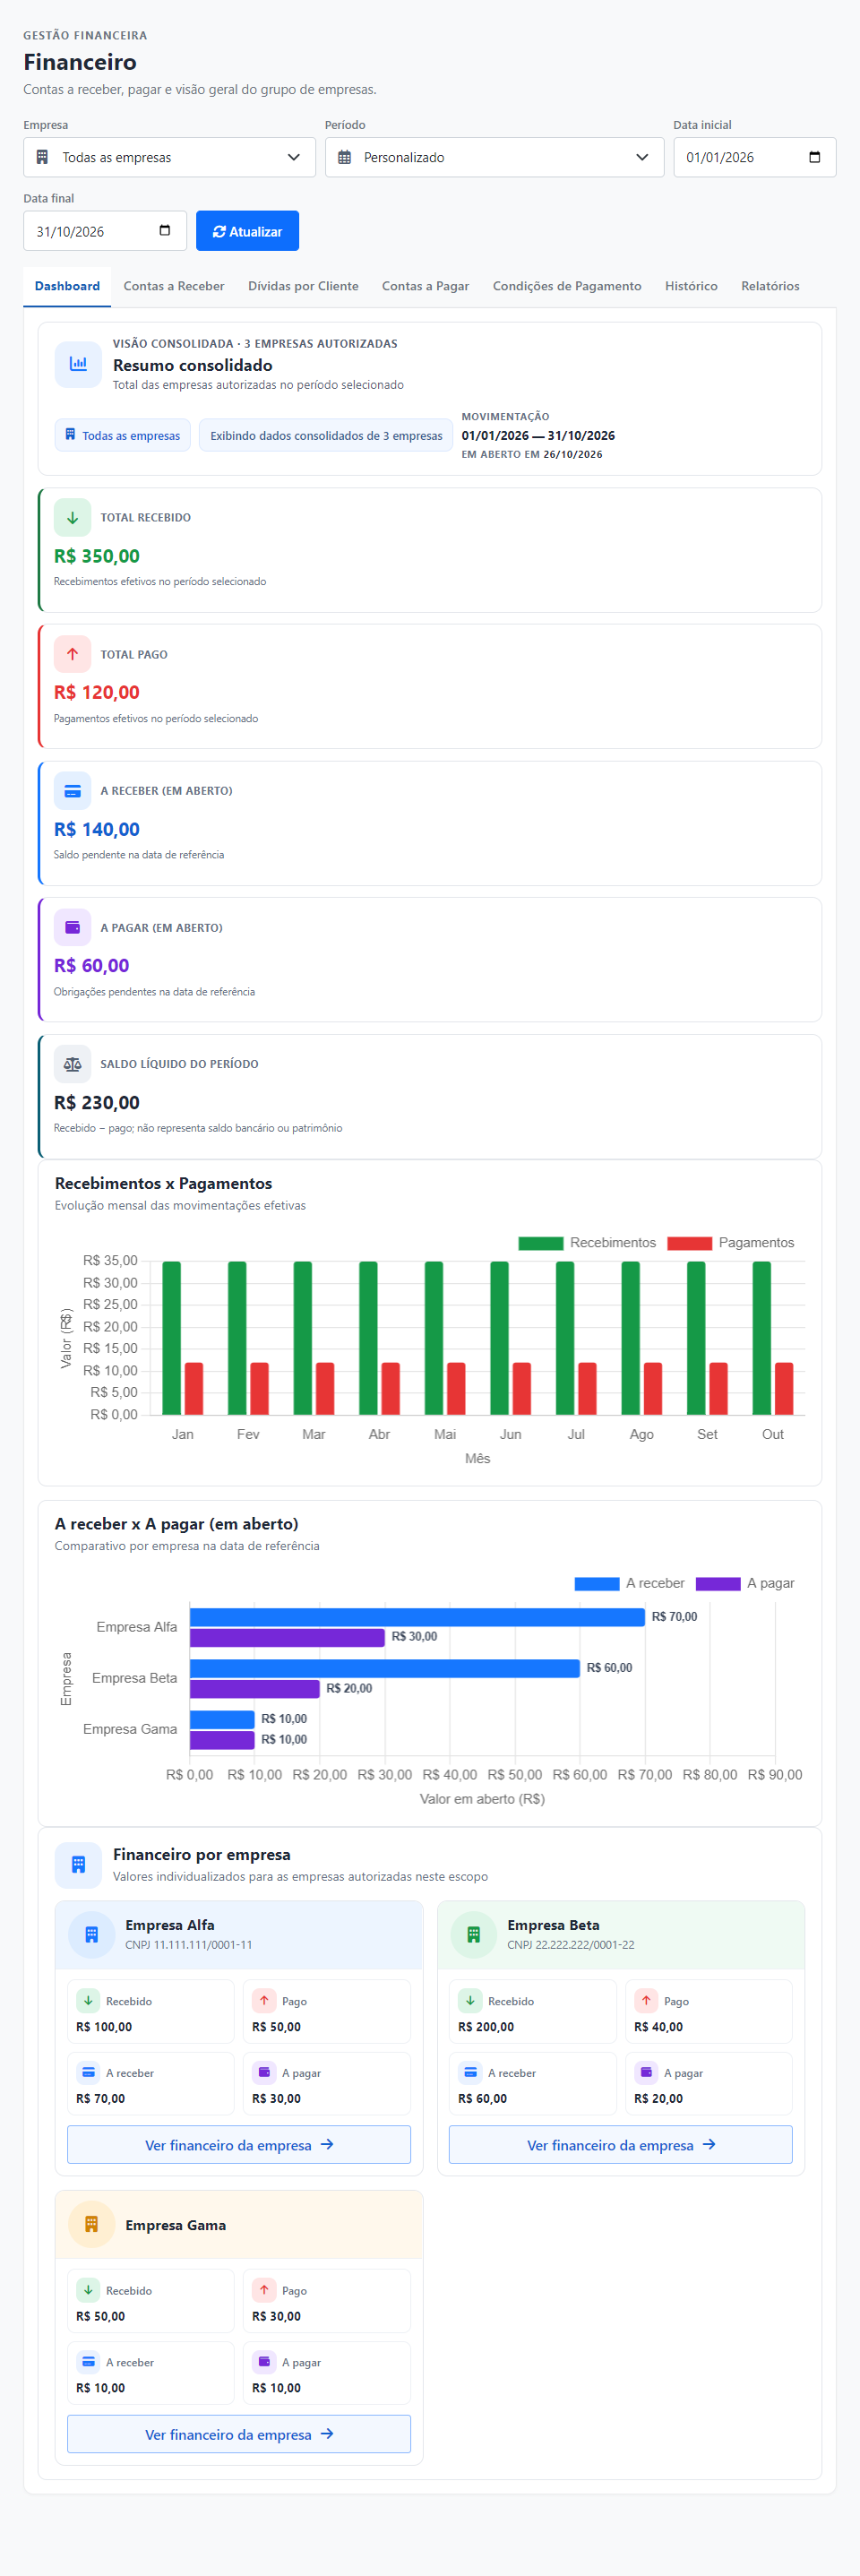 GESTÃO FINANCEIRA
Financeiro
Contas a receber, pagar e visão geral do grupo de empresas.
Empresa
Período
Data inicial
Todas as empresas
Personalizado
01/01/2026
Data final
31/10/2026
Atualizar
Dashboard
Contas a Receber
Dívidas por Cliente
Contas a Pagar
Condições de Pagamento
Histórico
Relatórios
VISÃO CONSOLIDADA · 3 EMPRESAS AUTORIZADAS
Resumo consolidado
Total das empresas autorizadas no período selecionado
Todas as empresas
Exibindo dados consolidados de 3 empresas
MOVIMENTAÇÃO
01/01/2026 — 31/10/2026
EM ABERTO EM 26/10/2026
TOTAL RECEBIDO
R$ 350,00
Recebimentos efetivos no período selecionado
TOTAL PAGO
R$ 120,00
Pagamentos efetivos no período selecionado
A RECEBER (EM ABERTO)
R$ 140,00
Saldo pendente na data de referência
A PAGAR (EM ABERTO)
R$ 60,00
Obrigações pendentes na data de referência
SALDO LÍQUIDO DO PERÍODO
R$ 230,00
Recebido − pago; não representa saldo bancário ou patrimônio
Recebimentos x Pagamentos
Evolução mensal das movimentações efetivas
Recebimentos
Pagamentos
Valor (R$)
R$ 35,00
R$ 30,00
R$ 25,00
R$ 20,00
R$ 15,00
R$ 10,00
R$ 5,00
R$ 0,00
Jan
Fev
Mar
Abr
Mai
Jun
Jul
Ago
Set
Out
Mês
A receber x A pagar (em aberto)
Comparativo por empresa na data de referência
A receber
A pagar
Empresa
Empresa Alfa
R$ 70,00
R$ 30,00
Empresa Beta
R$ 60,00
R$ 20,00
Empresa Gama
R$ 10,00
R$ 10,00
R$ 0,00
R$ 10,00
R$ 20,00
R$ 30,00
R$ 40,00
R$ 50,00
R$ 60,00
R$ 70,00
R$ 80,00
R$ 90,00
Valor em aberto (R$)
Financeiro por empresa
Valores individualizados para as empresas autorizadas neste escopo
Empresa Alfa
CNPJ 11.111.111/0001-11
Recebido
R$ 100,00
Pago
R$ 50,00
A receber
R$ 70,00
A pagar
R$ 30,00
Ver financeiro da empresa
Empresa Beta
CNPJ 22.222.222/0001-22
Recebido
R$ 200,00
Pago
R$ 40,00
A receber
R$ 60,00
A pagar
R$ 20,00
Ver financeiro da empresa
Empresa Gama
Recebido
R$ 50,00
Pago
R$ 30,00
A receber
R$ 10,00
A pagar
R$ 10,00
Ver financeiro da empresa